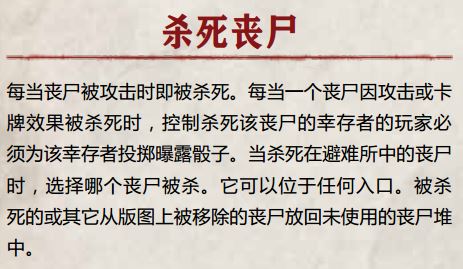 杀死丧尸
每当丧尸被攻击时即被杀死。每当一个丧尸因攻击或卡
牌效果被杀死时，控制杀死该丧尸的幸存者的玩家必
须为该幸存者投掷曝露骰子。当杀死在避难所中的丧尸
时，选择哪个丧尸被杀。它可以位于任何入口。被杀
死的或其它从版图上被移除的丧尸放回未使用的丧尸堆
中。